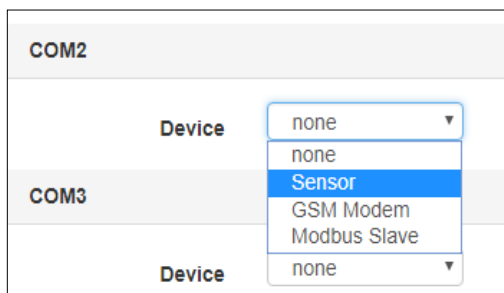 COM2
Device none
none
Sensor
GSM Modem
Modbus Slave
COM3
Device none